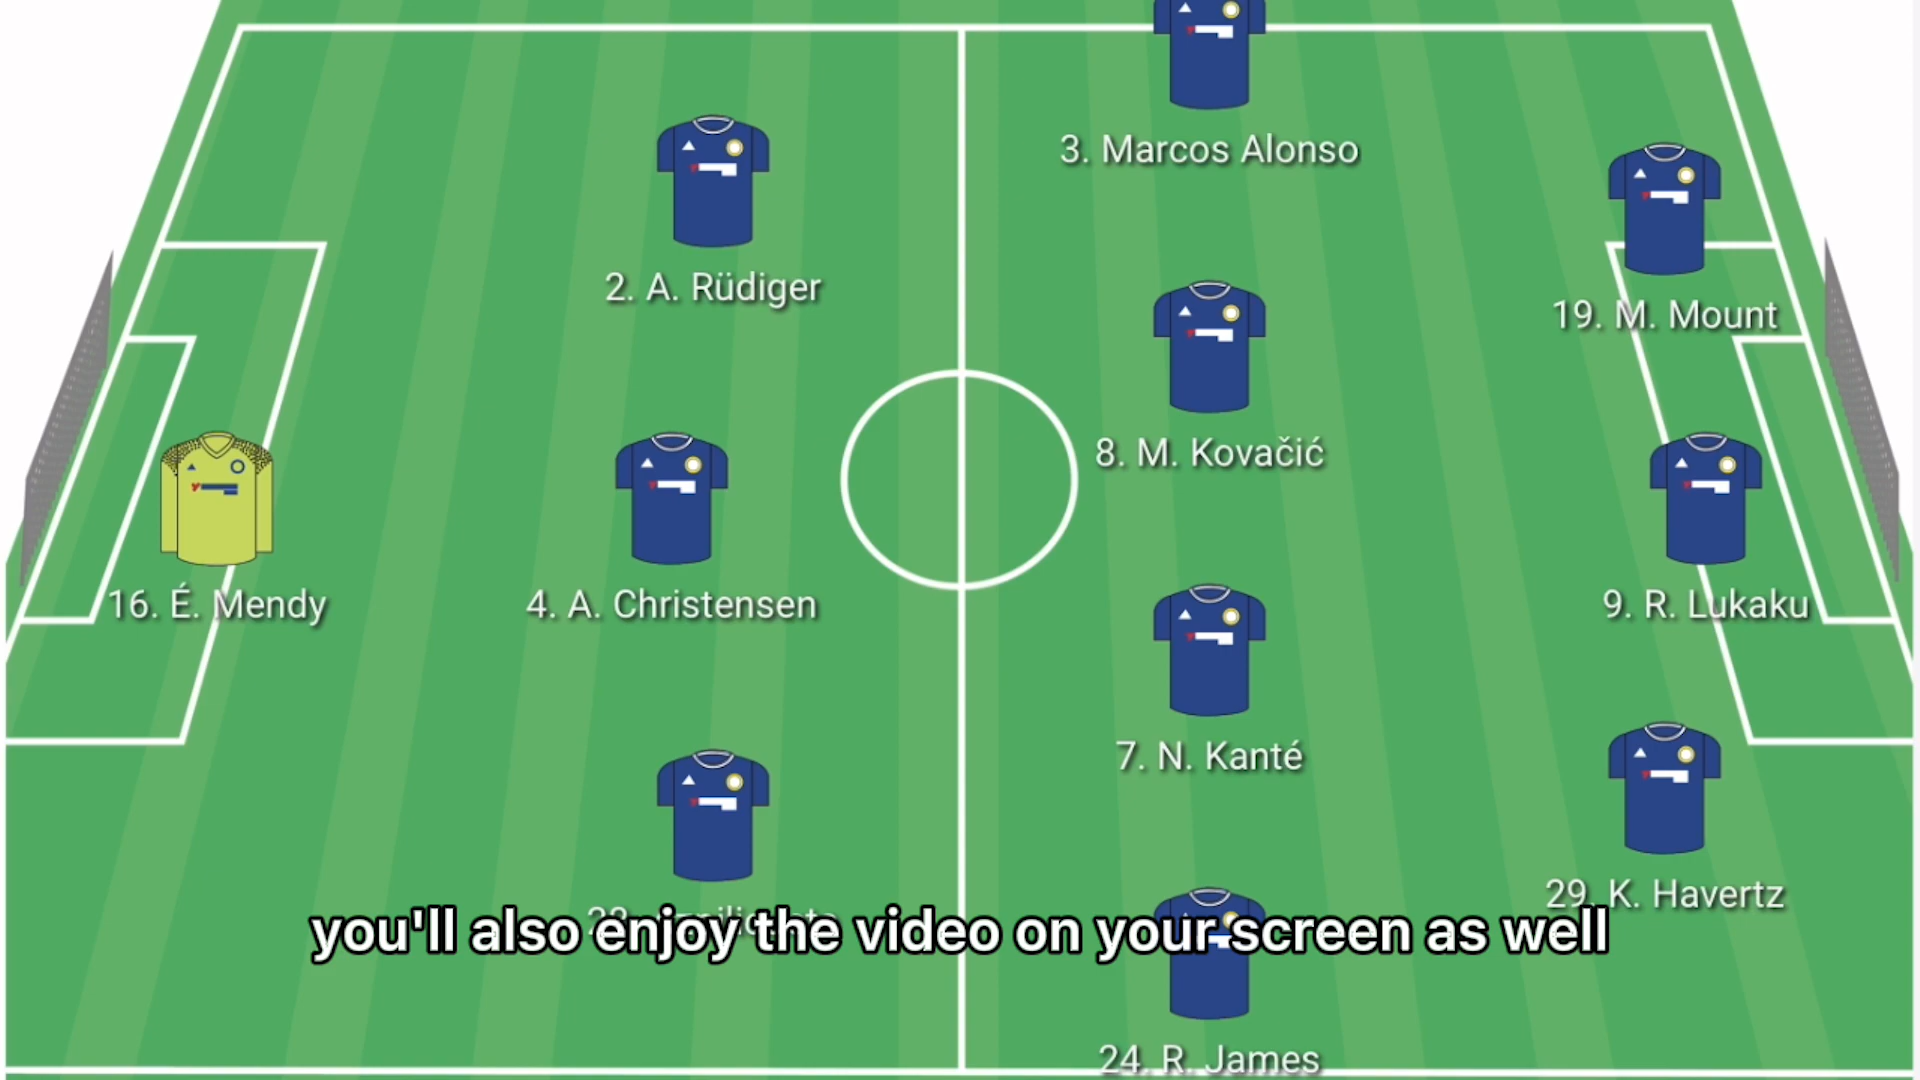 3. Marcos Alonso
2. A. Rüdiger
19. M. Mount
8. M. Kovačić
16. É. Mendy
4. A. Christensen
9. R. Lukaku
7. N. Kanté
29. K. Havertz
you'll also enjoy the video on your screen as well
24. R. James